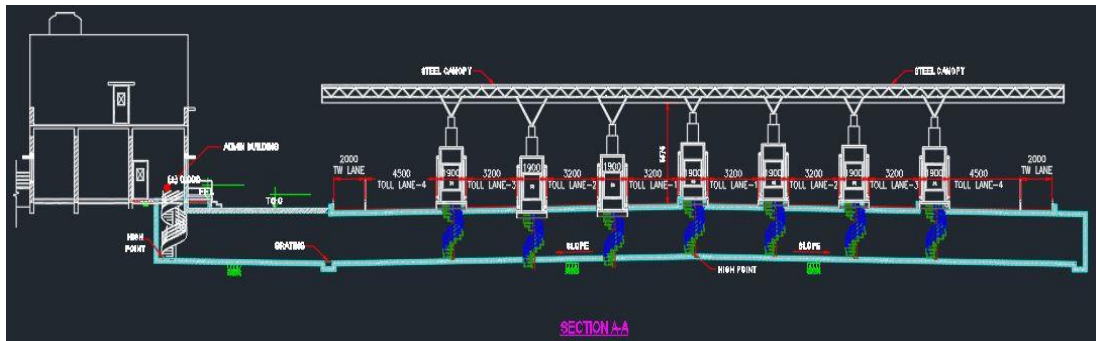 STEEL CANOPY
STEEL CANOPY
ADMIN BUILDING
2000
TW LANE
4500
TOLL LANE-4
1900
3200
TOLL LANE-3
1900
3200
TOLL LANE-2
1900
3200
TOLL LANE-1
1900
3200
TOLL LANE-1
1900
3200
TOLL LANE-2
1900
3200
TOLL LANE-3
1900
4500
TOLL LANE-4
2000
TW LANE
HIGH
POINT
GRATING
SLOPE
SLOPE
HIGH POINT
SECTION A-A